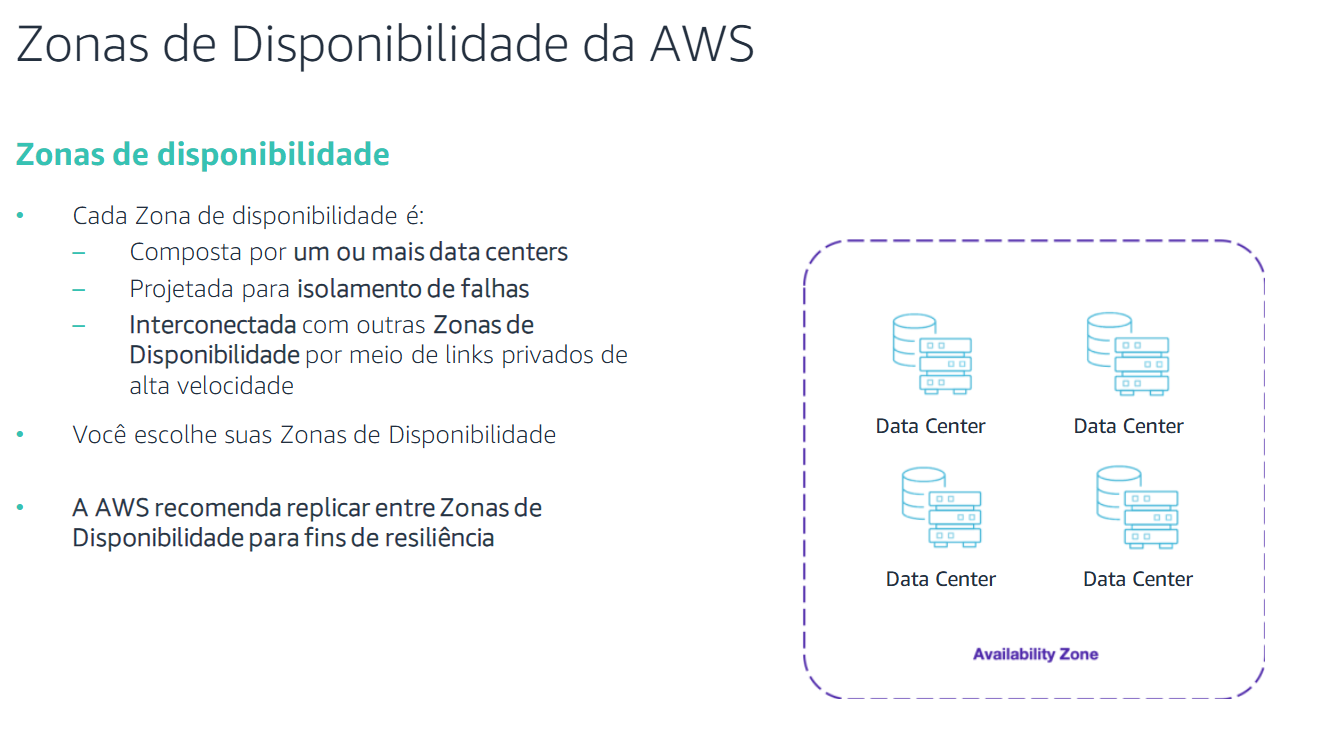 Zonas de Disponibilidade da AWS
Zonas de disponibilidade
• Cada Zona de disponibilidade é:
– Composta por um ou mais data centers
– Projetada para isolamento de falhas
– Interconectada com outras Zonas de
Disponibilidade por meio de links privados de
alta velocidade
• Você escolhe suas Zonas de Disponibilidade
• A AWS recomenda replicar entre Zonas de
Disponibilidade para fins de resiliência
Data Center
Data Center
Data Center
Data Center
Availability Zone